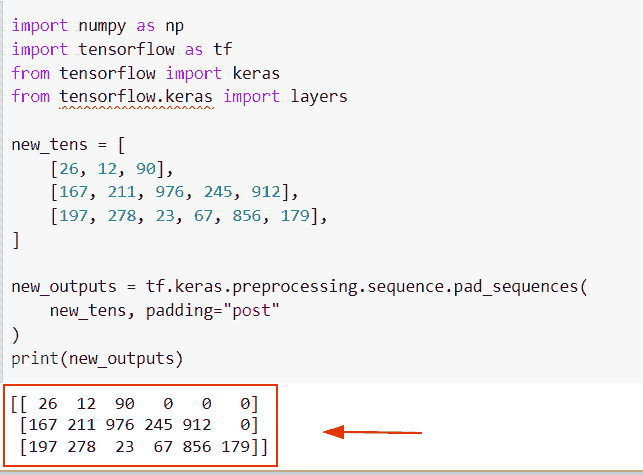 import numpy as np
import tensorflow as tf
from tensorflow import keras
from tensorflow.keras import layers
new_tens = [
    [26, 12, 90],
    [167, 211, 976, 245, 912],
    [197, 278, 23, 67, 856, 179],
]
new_outputs = tf.keras.preprocessing.sequence.pad_sequences(
    new_tens, padding="post"
)
print(new_outputs)
[[ 26  12  90   0   0   0]
 [167 211 976 245 912   0]
 [197 278  23  67 856 179]]